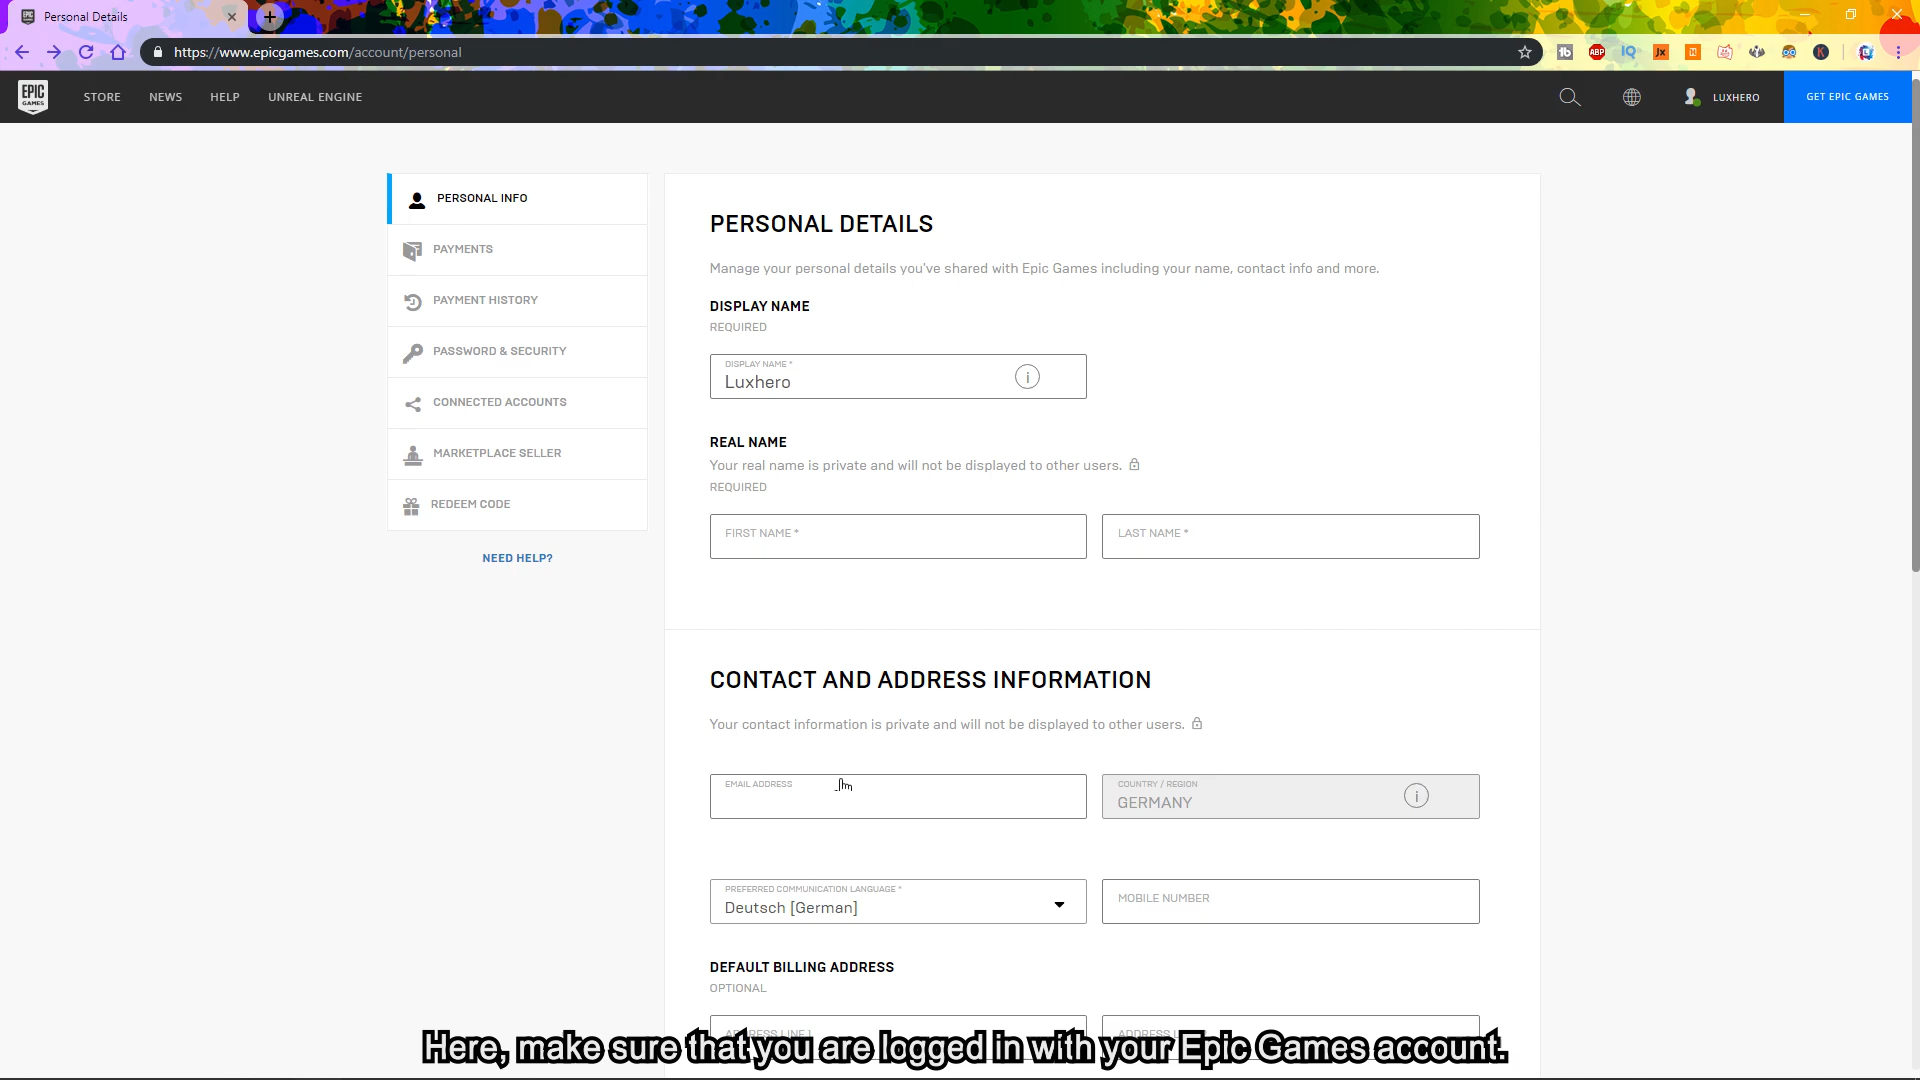 Personal Details
https://www.epicgames.com/account/personal
EPIC GAMES
STORE NEWS HELP UNREAL ENGINE
LUXHERO
GET EPIC GAMES
PERSONAL INFO
PAYMENTS
PAYMENT HISTORY
PASSWORD & SECURITY
CONNECTED ACCOUNTS
MARKETPLACE SELLER
REDEEM CODE
NEED HELP?
PERSONAL DETAILS
Manage your personal details you've shared with Epic Games including your name, contact info and more.
DISPLAY NAME
REQUIRED
DISPLAY NAME *
Luxhero
REAL NAME
Your real name is private and will not be displayed to other users.
REQUIRED
FIRST NAME * LAST NAME *
CONTACT AND ADDRESS INFORMATION
Your contact information is private and will not be displayed to other users.
EMAIL ADDRESS COUNTRY / REGION
GERMANY
PREFERRED COMMUNICATION LANGUAGE *
Deutsch [German]
MOBILE NUMBER
DEFAULT BILLING ADDRESS
OPTIONAL
Here, make sure that you are logged in with your Epic Games account.